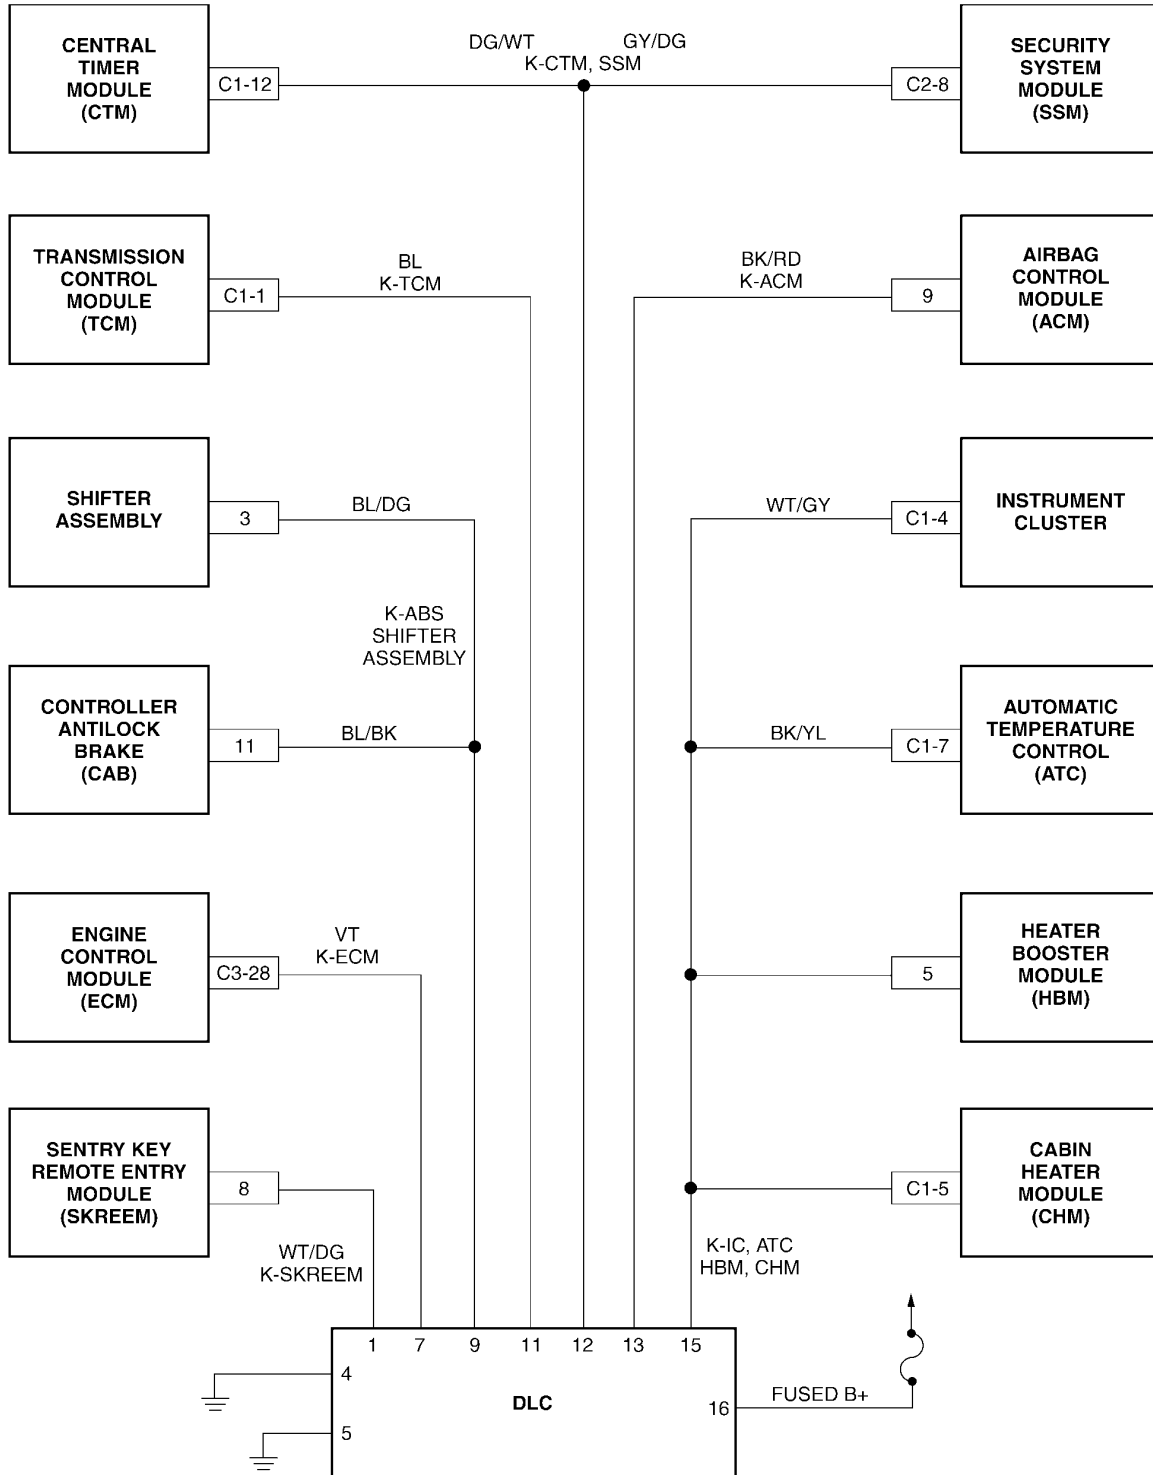 CENTRAL
TIMER
MODULE
(CTM)
C1-12
DG/WT
GY/DG
K-CTM, SSM
C2-8
SECURITY
SYSTEM
MODULE
(SSM)
TRANSMISSION
CONTROL
MODULE
(TCM)
C1-1
BL
K-TCM
BK/RD
K-ACM
9
AIRBAG
CONTROL
MODULE
(ACM)
SHIFTER
ASSEMBLY
3
BL/DG
WT/GY
C1-4
INSTRUMENT
CLUSTER
K-ABS
SHIFTER
ASSEMBLY
CONTROLLER
ANTILOCK
BRAKE
(CAB)
11
BL/BK
BK/YL
C1-7
AUTOMATIC
TEMPERATURE
CONTROL
(ATC)
ENGINE
CONTROL
MODULE
(ECM)
C3-28
VT
K-ECM
5
HEATER
BOOSTER
MODULE
(HBM)
SENTRY KEY
REMOTE ENTRY
MODULE
(SKREEM)
8
WT/DG
K-SKREEM
C1-5
CABIN
HEATER
MODULE
(CHM)
K-IC, ATC
HBM, CHM
1 7 9 11 12 13 15
4
5
DLC
16
FUSED B+